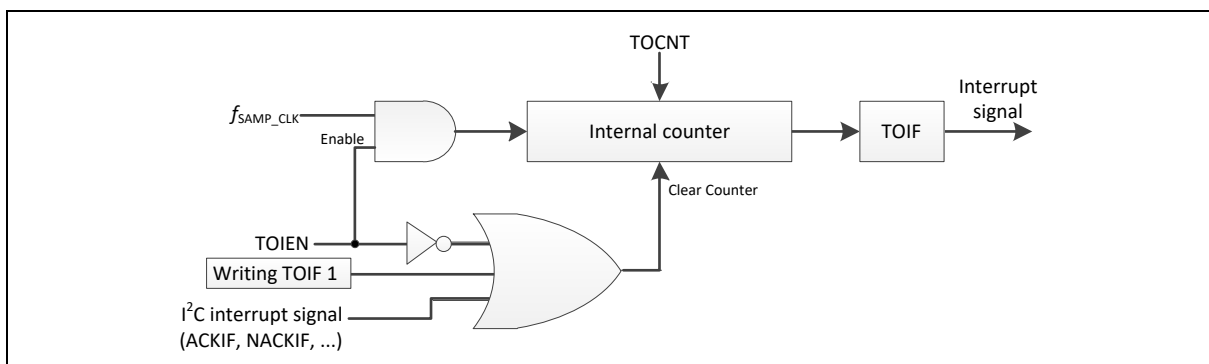 TOCNT
Interrupt
signal
fSAMP_CLK
Enable
Internal counter
TOIF
Clear Counter
TOIEN
Writing TOIF 1
I²C interrupt signal
(ACKIF, NACKIF, ...)